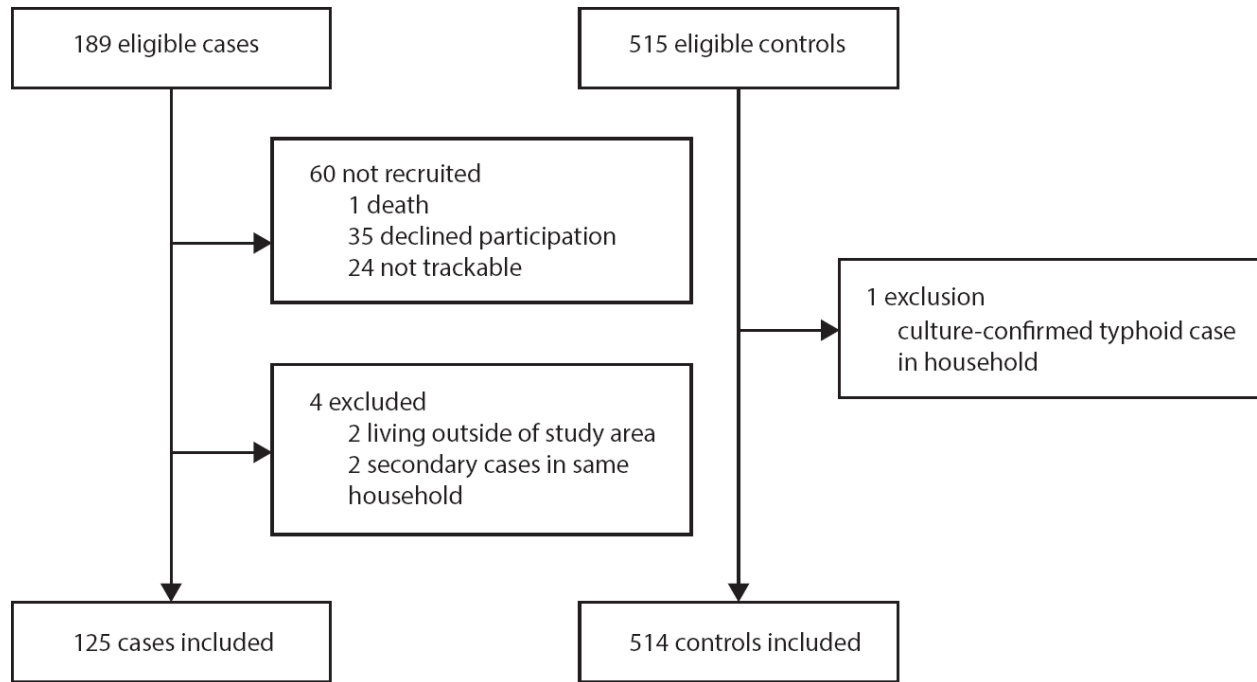 189 eligible cases
515 eligible controls
60 not recruited
1 death
35 declined participation
24 not trackable
1 exclusion
culture-confirmed typhoid case
in household
4 excluded
2 living outside of study area
2 secondary cases in same
household
125 cases included
514 controls included